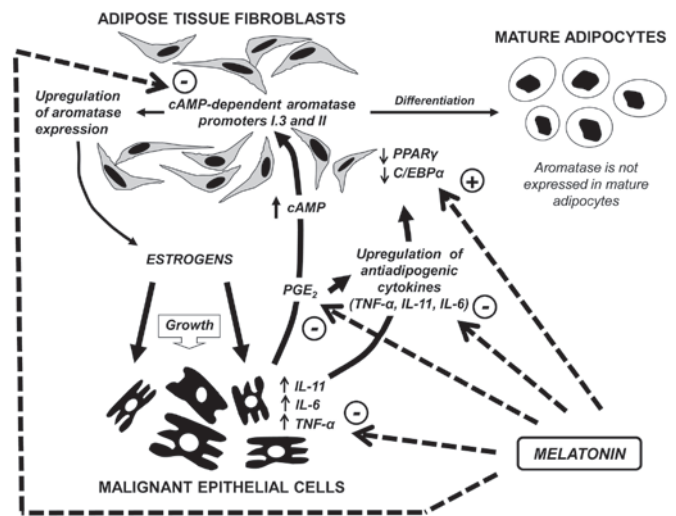 ADIPOSE TISSUE FIBROBLASTS
MATURE ADIPOCYTES
-
Upregulation
of aromatase
expression
cAMP-dependent aromatase
promoters I.3 and II
Differentiation
↓ PPARγ
↓ C/EBPα
+
Aromatase is not
expressed in mature
adipocytes
↑ cAMP
ESTROGENS
Upregulation of
antiadipogenic
cytokines
(TNF-α, IL-11, IL-6)
-
PGE2
-
Growth
↑ IL-11
↑ IL-6
↑ TNF-α
-
MELATONIN
MALIGNANT EPITHELIAL CELLS